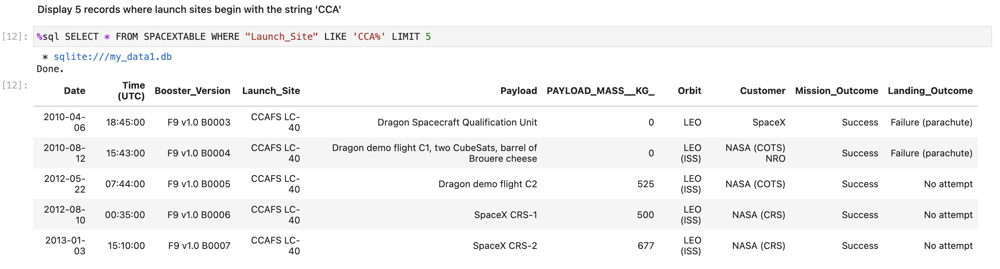 Display 5 records where launch sites begin with the string 'CCA'
[12]: %sql SELECT * FROM SPACEXTABLE WHERE "Launch_Site" LIKE 'CCA%' LIMIT 5
* sqlite:///my_data1.db
Done.
[12]:
Date Time (UTC) Booster_Version Launch_Site Payload PAYLOAD_MASS__KG_ Orbit Customer Mission_Outcome Landing_Outcome
2010-04-06 18:45:00 F9 v1.0 B0003 CCAFS LC-40 Dragon Spacecraft Qualification Unit 0 LEO SpaceX Success Failure (parachute)
2010-08-12 15:43:00 F9 v1.0 B0004 CCAFS LC-40 Dragon demo flight C1, two CubeSats, barrel of Brouere cheese 0 LEO (ISS) NASA (COTS) NRO Success Failure (parachute)
2012-05-22 07:44:00 F9 v1.0 B0005 CCAFS LC-40 Dragon demo flight C2 525 LEO (ISS) NASA (COTS) Success No attempt
2012-08-10 00:35:00 F9 v1.0 B0006 CCAFS LC-40 SpaceX CRS-1 500 LEO (ISS) NASA (CRS) Success No attempt
2013-01-03 15:10:00 F9 v1.0 B0007 CCAFS LC-40 SpaceX CRS-2 677 LEO (ISS) NASA (CRS) Success No attempt